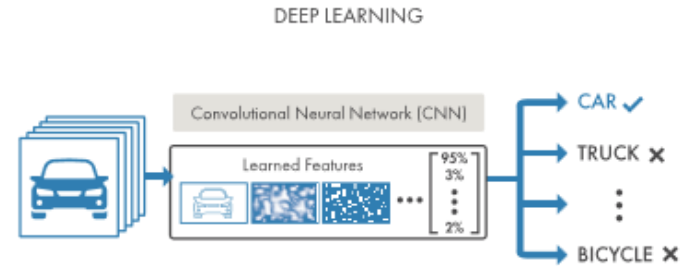 DEEP LEARNING
Convolutional Neural Network (CNN)
Learned Features
95%
3%
2%
CAR
TRUCK
BICYCLE